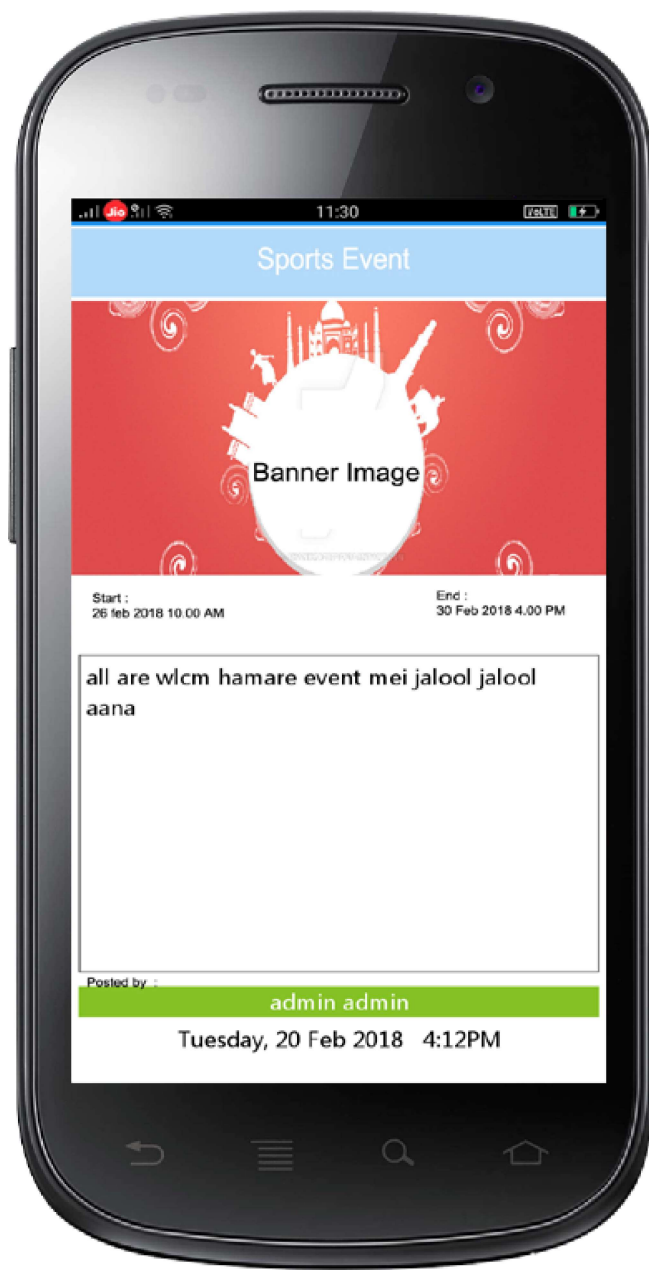 Jio
11:30
VoLTE
Sports Event
Banner Image
Start :
26 feb 2018 10.00 AM
End :
30 Feb 2018 4.00 PM
all are wlcm hamare event mei jalool jalool
aana
Posted by :
admin admin
Tuesday, 20 Feb 2018 4:12PM